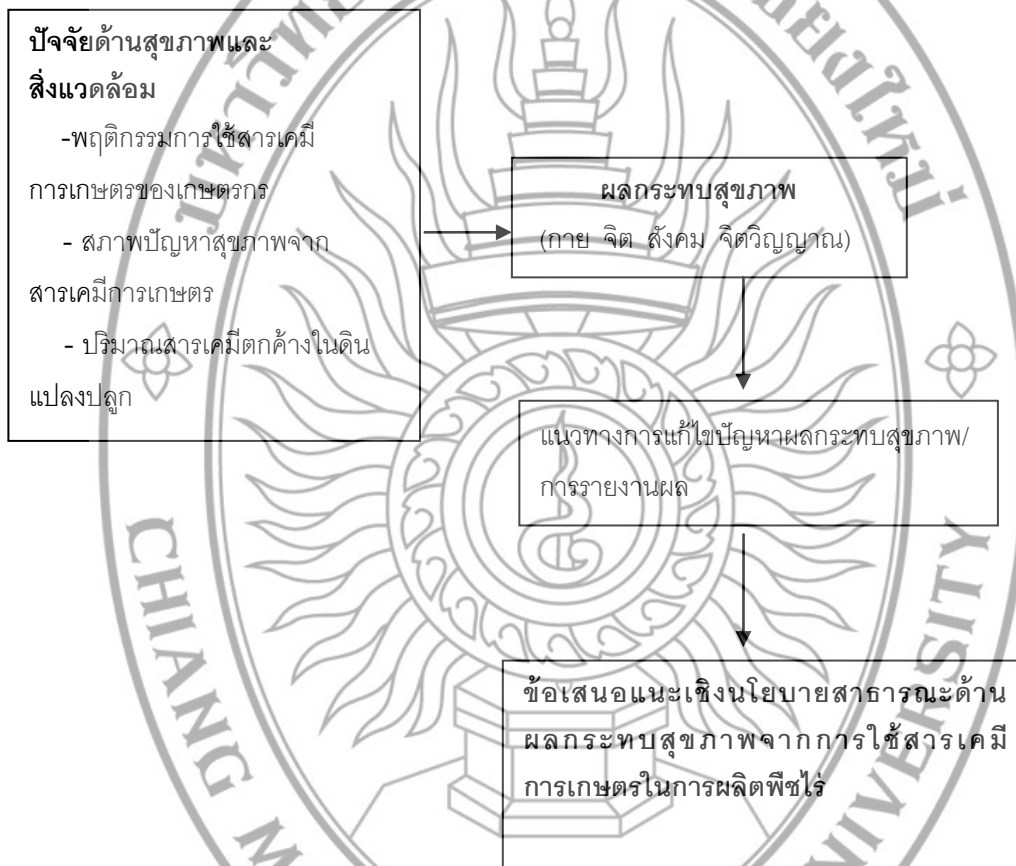 ปัจจัยด้านสุขภาพและ
สิ่งแวดล้อม
-พฤติกรรมการใช้สารเคมี
การเกษตรของเกษตรกร
- สภาพปัญหาสุขภาพจาก
สารเคมีการเกษตร
- ปริมาณสารเคมีตกค้างในดิน
แปลงปลูก
ผลกระทบสุขภาพ
(กาย จิต สังคม จิตวิญญาณ)
แนวทางการแก้ไขปัญหาผลกระทบสุขภาพ/
การรายงานผล
ข้อเสนอแนะเชิงนโยบายสาธารณะด้าน
ผลกระทบสุขภาพจากการใช้สารเคมี
การเกษตรในการผลิตพืชไร่
CHIANG
UNIVERSITY